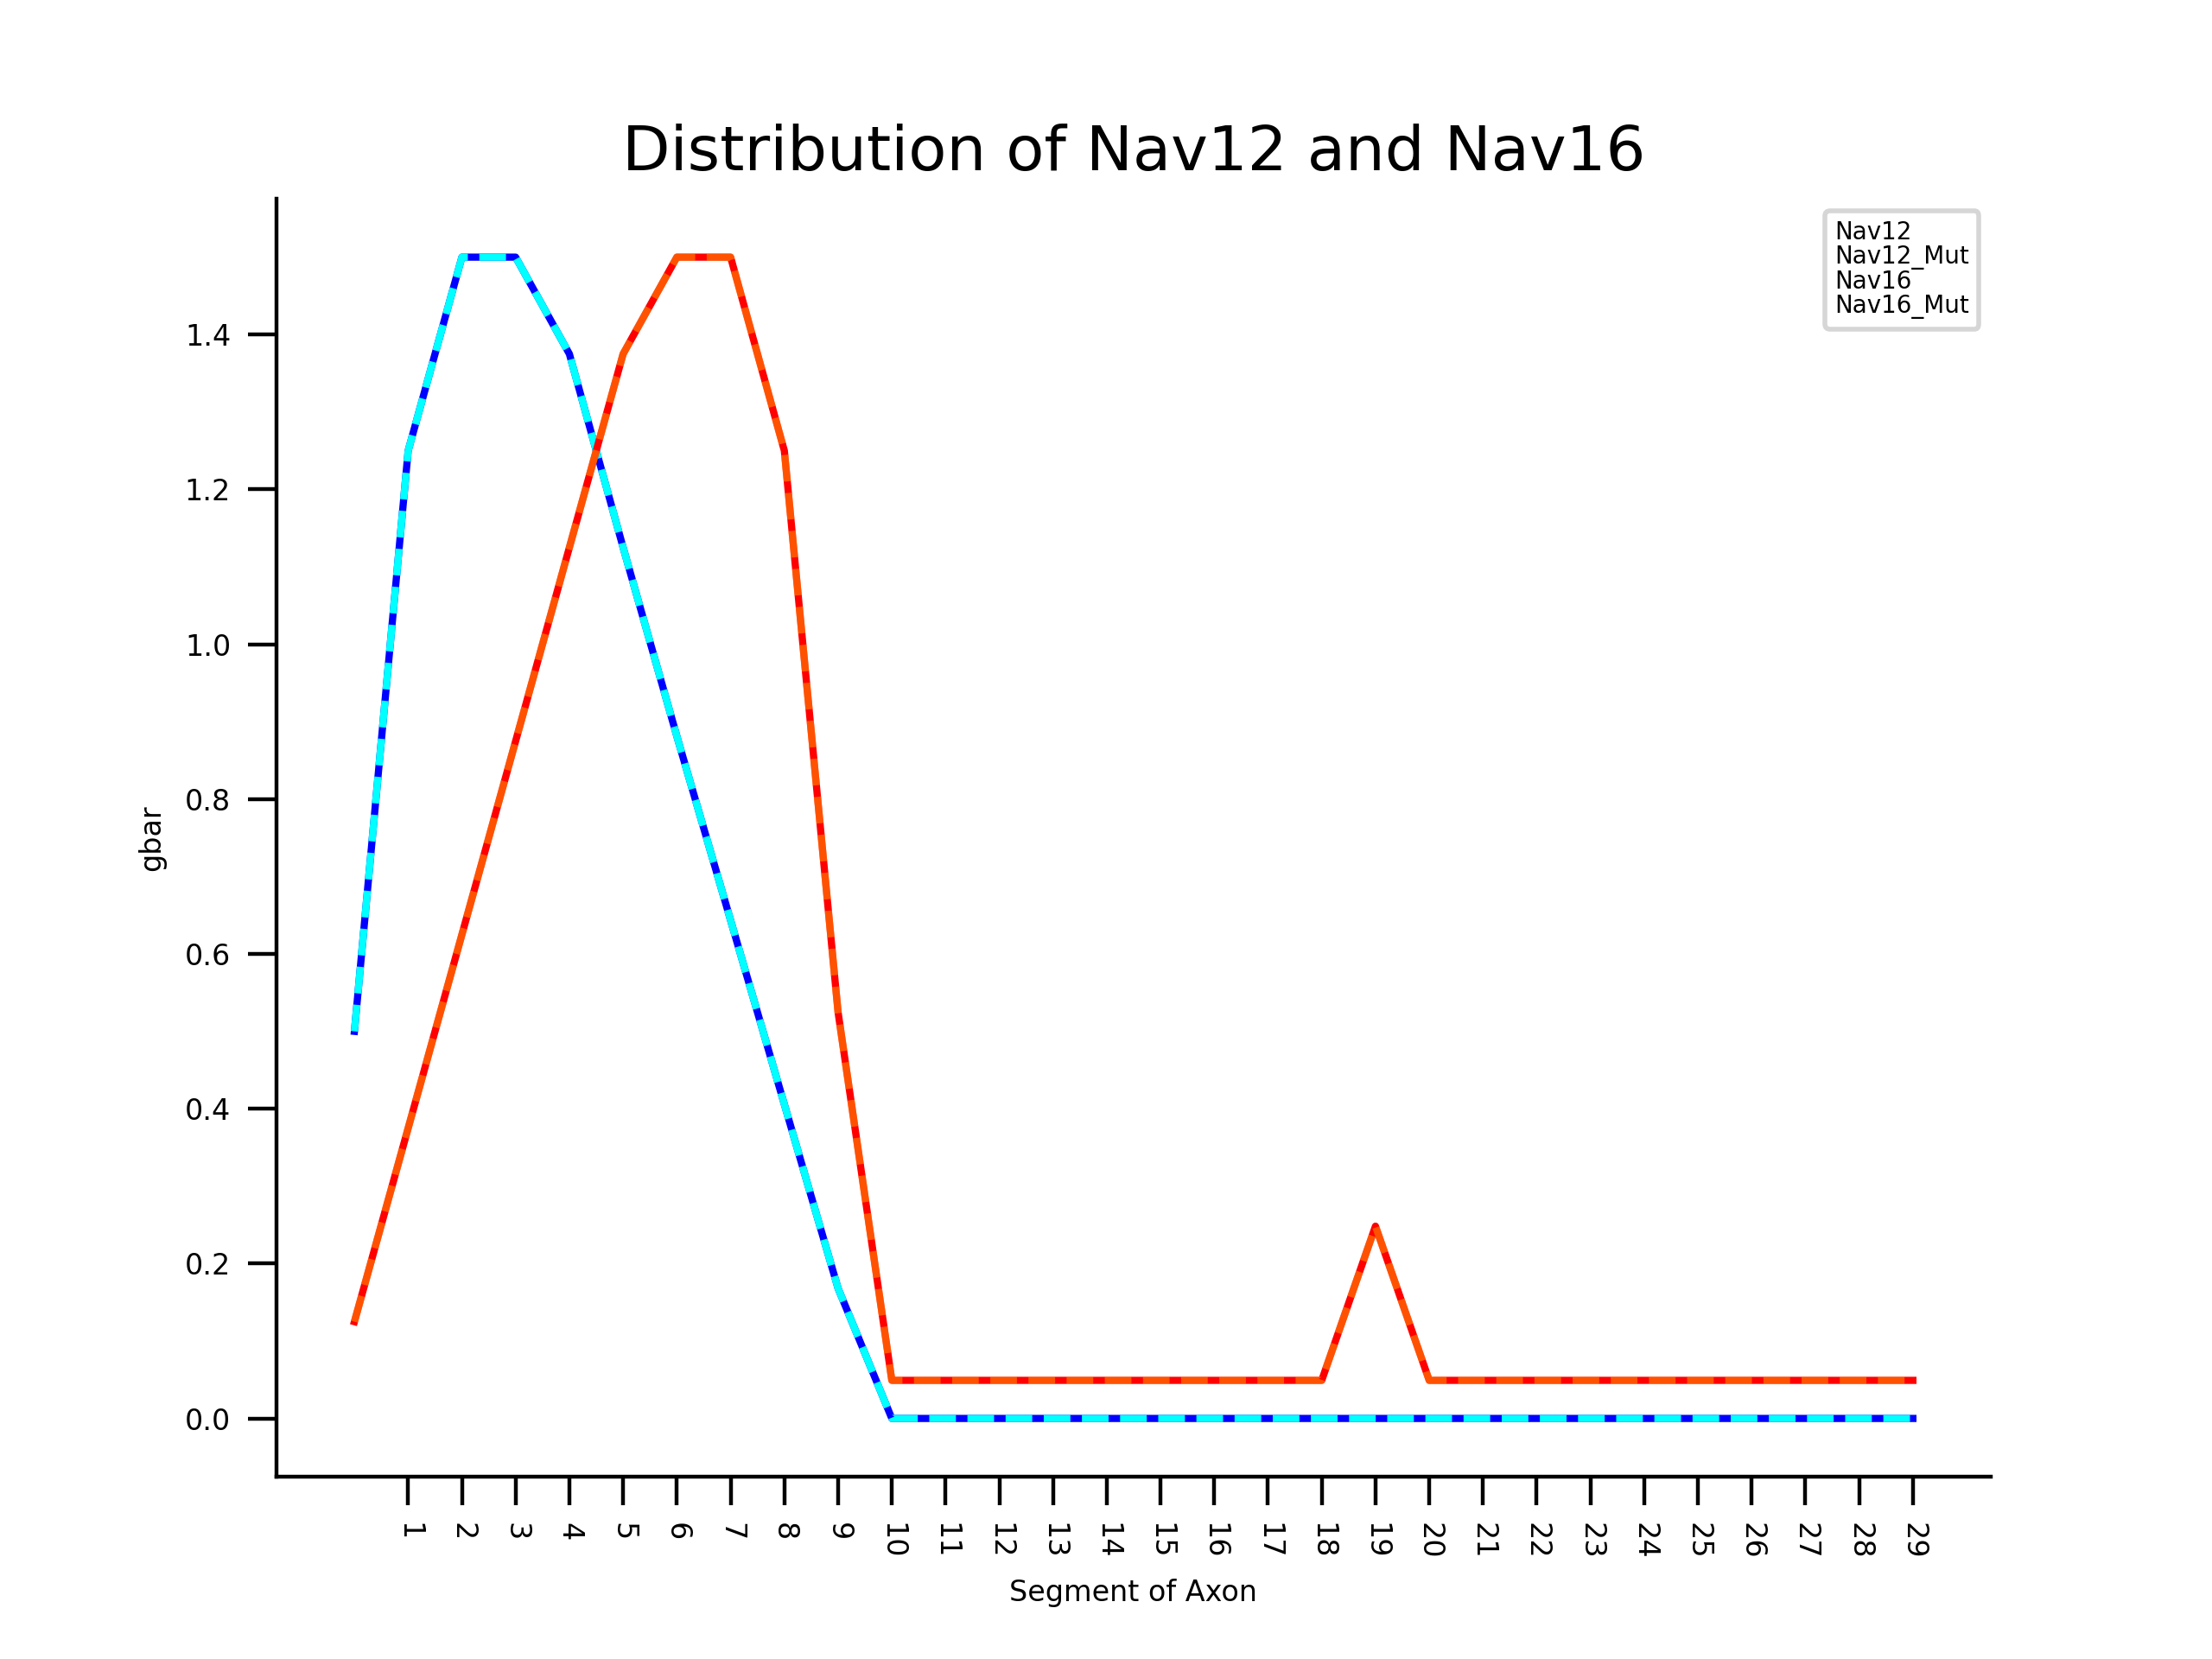 Distribution of Nav12 and Nav16
Nav12
Nav12_Mut
Nav16
Nav16_Mut
1.4
1.2
1.0
0.8
0.6
0.4
0.2
0.0
gbar
1 2 3 4 5 6 7 8 9 10 11 12 13 14 15 16 17 18 19 20 21 22 23 24 25 26 27 28 29
Segment of Axon